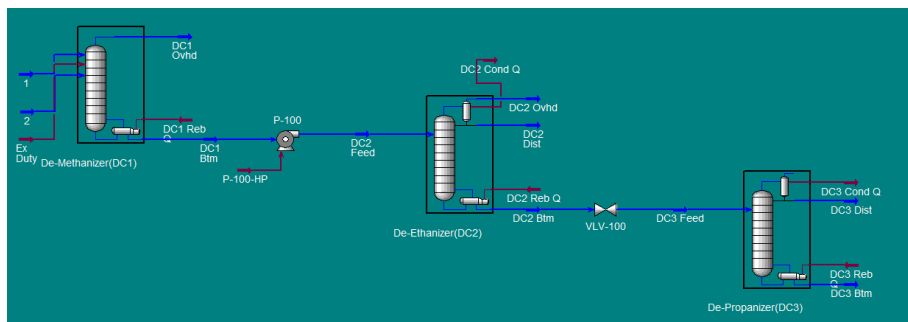 DC1
Ovhd
1
2
Ex
Duty
DC1 Reb
Q
DC1
Btm
De-Methanizer(DC1)
P-100
P-100-HP
DC2
Feed
DC2 Cond Q
DC2 Ovhd
DC2
Dist
DC2 Reb Q
DC2 Btm
De-Ethanizer(DC2)
VLV-100
DC3 Feed
DC3 Cond Q
DC3 Dist
DC3 Reb
Q
DC3 Btm
De-Propanizer(DC3)